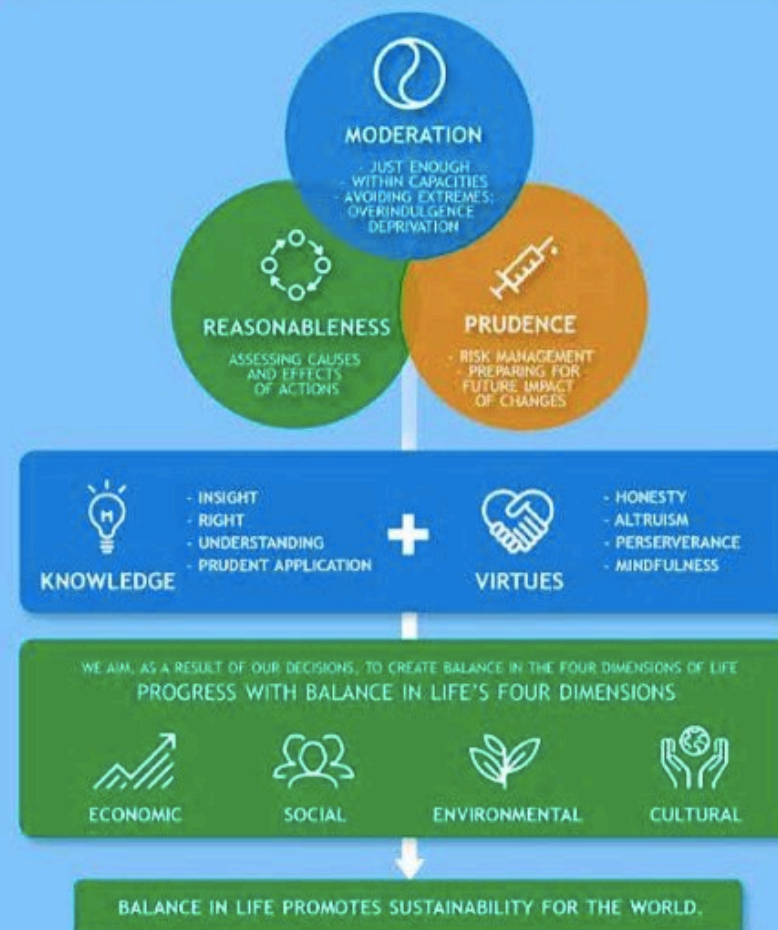 MODERATION
- JUST ENOUGH
- WITHIN CAPACITIES
- AVOIDING EXTREMES:
OVERINDULGENCE
DEPRIVATION
REASONABLENESS
ASSESSING CAUSES
AND EFFECTS
OF ACTIONS
PRUDENCE
- RISK MANAGEMENT
- PREPARING FOR
FUTURE IMPACT
OF CHANGES
KNOWLEDGE
- INSIGHT
- RIGHT
- UNDERSTANDING
- PRUDENT APPLICATION
+
VIRTUES
- HONESTY
- ALTRUISM
- PERSERVERANCE
- MINDFULNESS
WE AIM, AS A RESULT OF OUR DECISIONS, TO CREATE BALANCE IN THE FOUR DIMENSIONS OF LIFE
PROGRESS WITH BALANCE IN LIFE'S FOUR DIMENSIONS
ECONOMIC
SOCIAL
ENVIRONMENTAL
CULTURAL
BALANCE IN LIFE PROMOTES SUSTAINABILITY FOR THE WORLD.